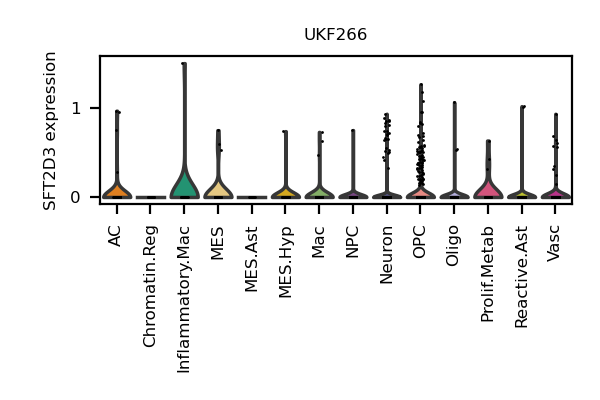 UKF266
SFT2D3 expression
1
0
AC
Chromatin.Reg
Inflammatory.Mac
MES
MES.Ast
MES.Hyp
Mac
NPC
Neuron
OPC
Oligo
Prolif.Metab
Reactive.Ast
Vasc